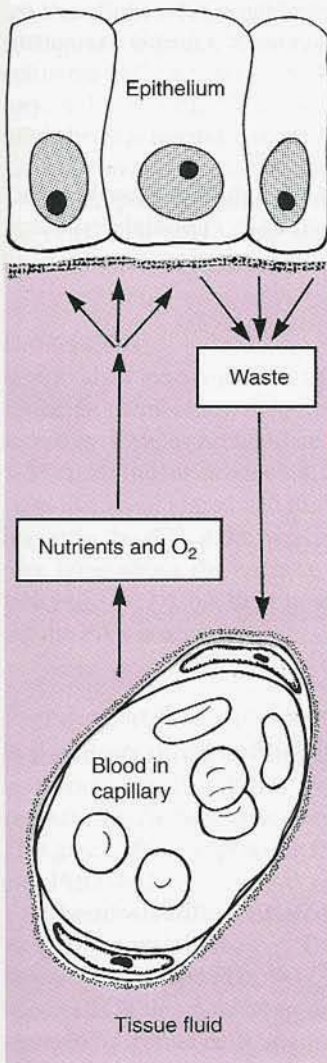 Epithelium
Waste
Nutrients and O₂
Blood in
capillary
Tissue fluid